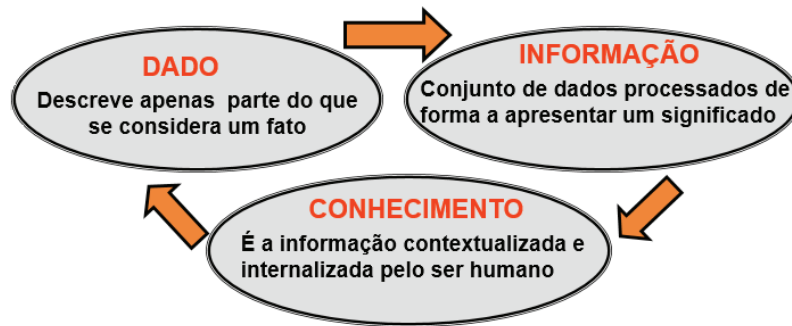 DADO
Descreve apenas parte do que
se considera um fato
INFORMAÇÃO
Conjunto de dados processados de
forma a apresentar um significado
CONHECIMENTO
É a informação contextualizada e
internalizada pelo ser humano